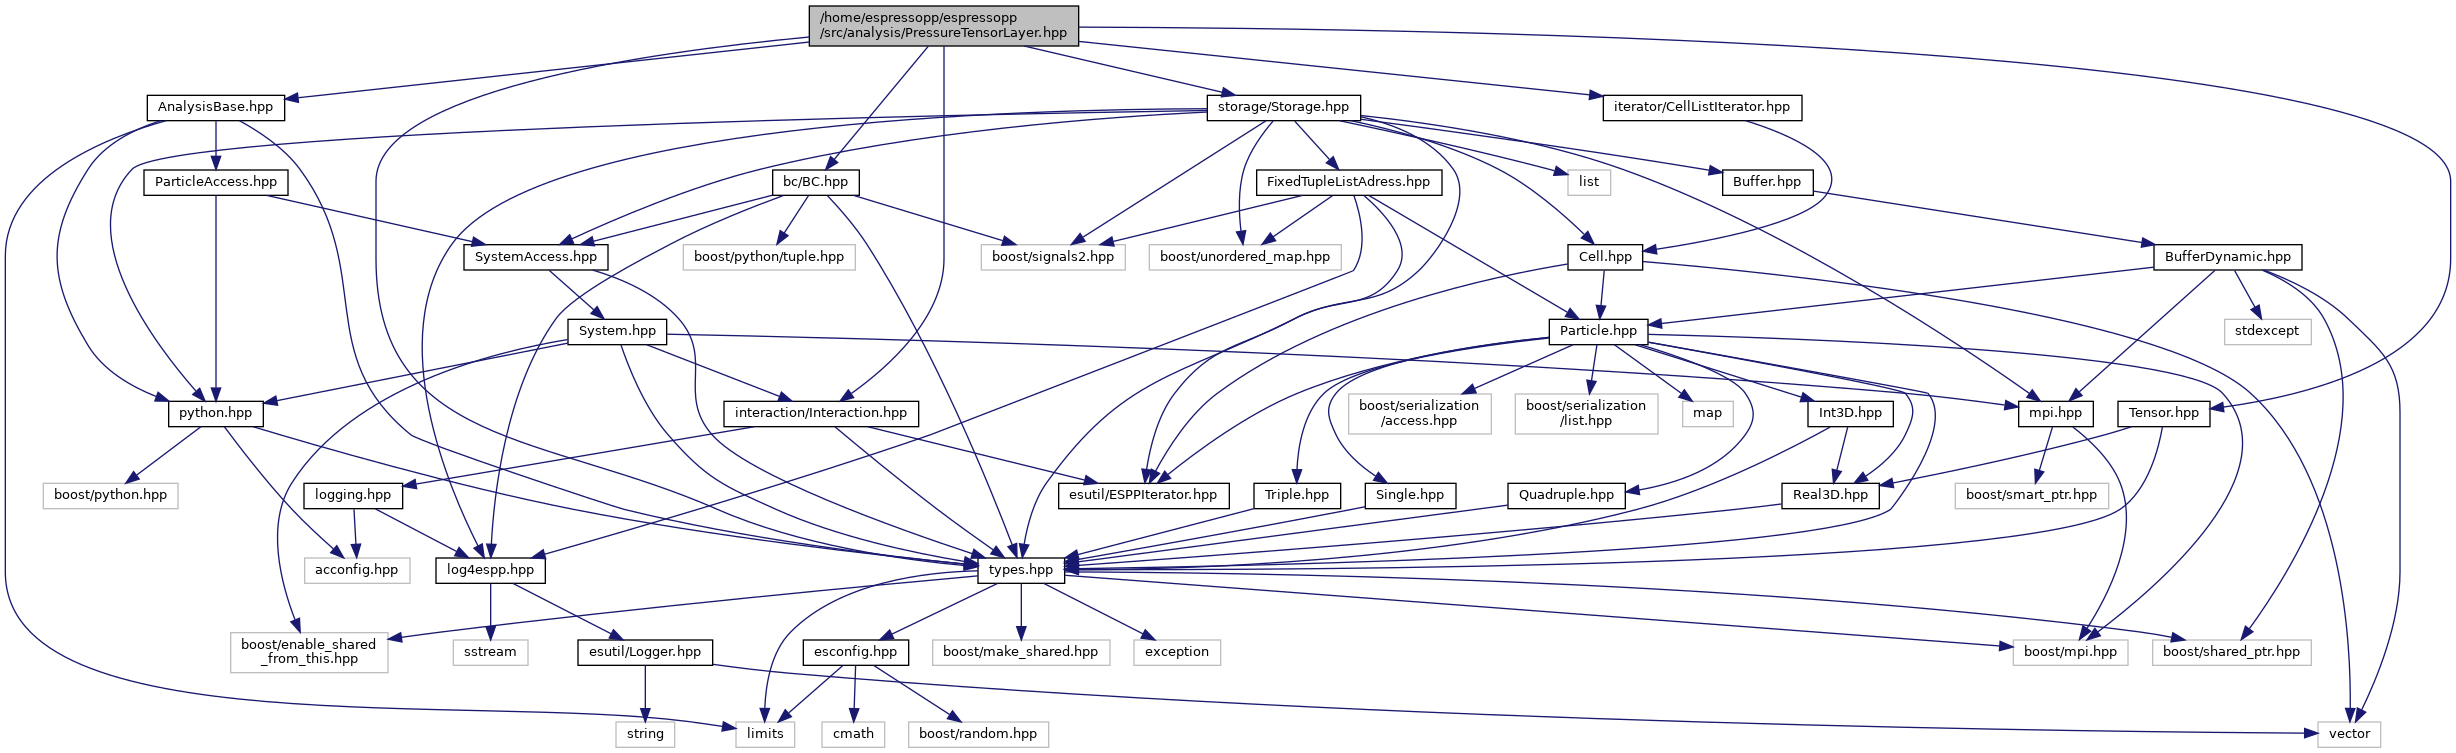 /home/espressopp/espressopp
/src/analysis/PressureTensorLayer.hpp
AnalysisBase.hpp
storage/Storage.hpp
iterator/CellListIterator.hpp
ParticleAccess.hpp
bc/BC.hpp
FixedTupleListAdress.hpp
list
Buffer.hpp
SystemAccess.hpp
boost/python/tuple.hpp
boost/signals2.hpp
boost/unordered_map.hpp
Cell.hpp
BufferDynamic.hpp
System.hpp
Particle.hpp
stdexcept
python.hpp
interaction/Interaction.hpp
boost/serialization
/access.hpp
boost/serialization
/list.hpp
map
Int3D.hpp
mpi.hpp
Tensor.hpp
boost/python.hpp
logging.hpp
esutil/ESPPIterator.hpp
Triple.hpp
Single.hpp
Quadruple.hpp
Real3D.hpp
boost/smart_ptr.hpp
acconfig.hpp
log4espp.hpp
types.hpp
boost/enable_shared
_from_this.hpp
sstream
esutil/Logger.hpp
esconfig.hpp
boost/make_shared.hpp
exception
boost/mpi.hpp
boost/shared_ptr.hpp
string
limits
cmath
boost/random.hpp
vector